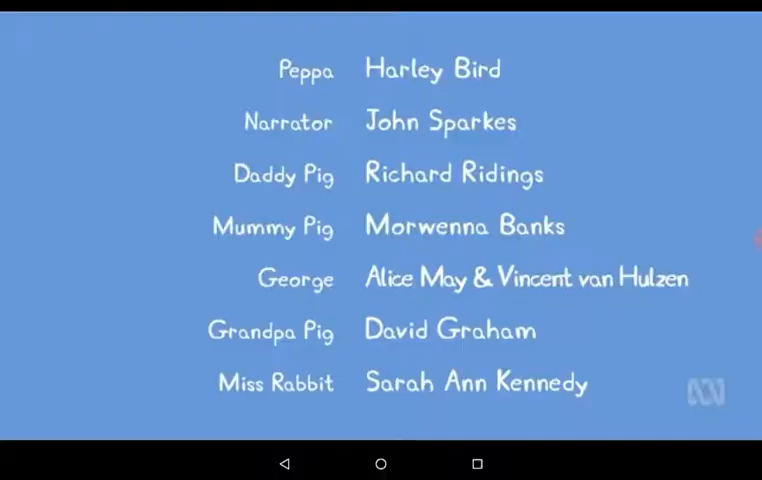 Peppa Harley Bird
Narrator John Sparkes
Daddy Pig Richard Ridings
Mummy Pig Morwenna Banks
George Alice May & Vincent van Hulzen
Grandpa Pig David Graham
Miss Rabbit Sarah Ann Kennedy